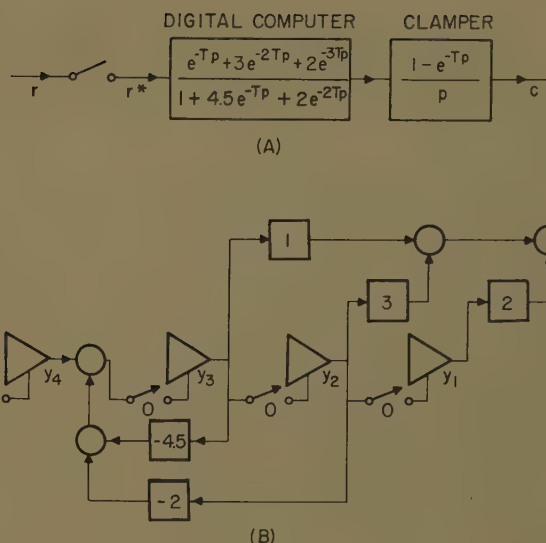 DIGITAL COMPUTER
CLAMPER
e^-Tp + 3e^-2Tp + 2e^-3Tp
1 + 4.5e^-Tp + 2e^-2Tp
1 - e^-Tp
p
r
r*
c
(A)
1
3
2
y4
y3
y2
y1
0
0
0
-4.5
-2
(B)